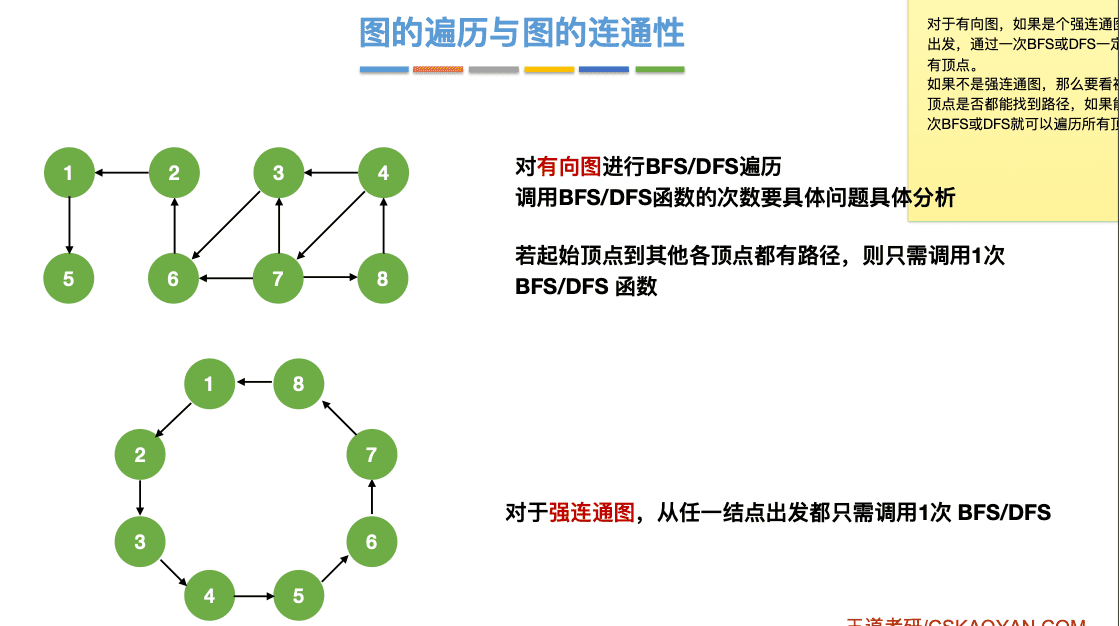 图的遍历与图的连通性
对于有向图，如果是个强连通
出发，通过一次BFS或DFS一定
有顶点。
如果不是强连通图，那么要看
顶点是否都能找到路径，如果
次BFS或DFS就可以遍历所有
1 2 3 4
5 6 7 8
对有向图进行BFS/DFS遍历
调用BFS/DFS函数的次数要具体问题具体分析
若起始顶点到其他各顶点都有路径，则只需调用1次
BFS/DFS 函数
1 8
2 7
3 6
4 5
对于强连通图，从任一结点出发都只需调用1次 BFS/DFS
王道考研/CSKAOYAN.COM